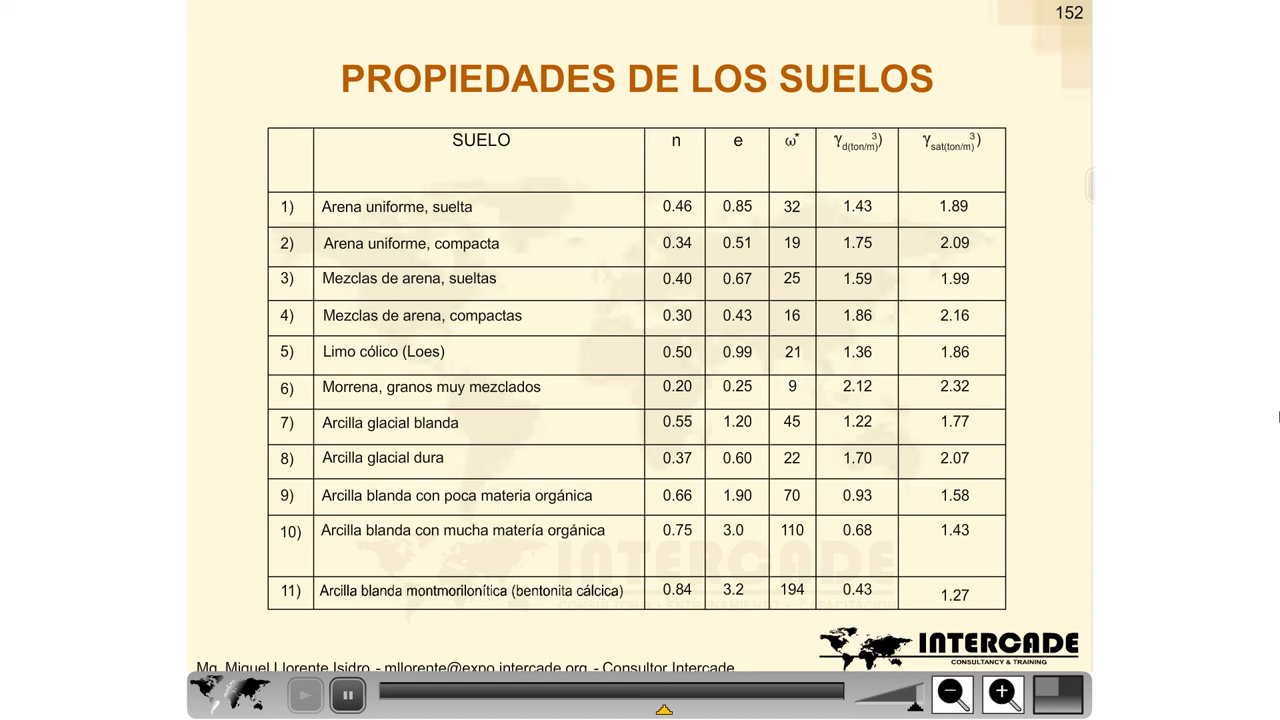 152
PROPIEDADES DE LOS SUELOS
SUELO n e ω* γd(ton/m³) γsat(ton/m³)
1) Arena uniforme, suelta 0.46 0.85 32 1.43 1.89
2) Arena uniforme, compacta 0.34 0.51 19 1.75 2.09
3) Mezclas de arena, sueltas 0.40 0.67 25 1.59 1.99
4) Mezclas de arena, compactas 0.30 0.43 16 1.86 2.16
5) Limo cólico (Loes) 0.50 0.99 21 1.36 1.86
6) Morrena, granos muy mezclados 0.20 0.25 9 2.12 2.32
7) Arcilla glacial blanda 0.55 1.20 45 1.22 1.77
8) Arcilla glacial dura 0.37 0.60 22 1.70 2.07
9) Arcilla blanda con poca materia orgánica 0.66 1.90 70 0.93 1.58
10) Arcilla blanda con mucha matería orgánica 0.75 3.0 110 0.68 1.43
11) Arcilla blanda montmorilonítica (bentonita cálcica) 0.84 3.2 194 0.43 1.27
INTERCADE
CONSULTORIA • ENTRENAMIENTO • CAPACITACION
INTERCADE
CONSULTANCY & TRAINING
Mg. Miguel Llorente Isidro - mllorente@expo.intercade.org - Consultor Intercade